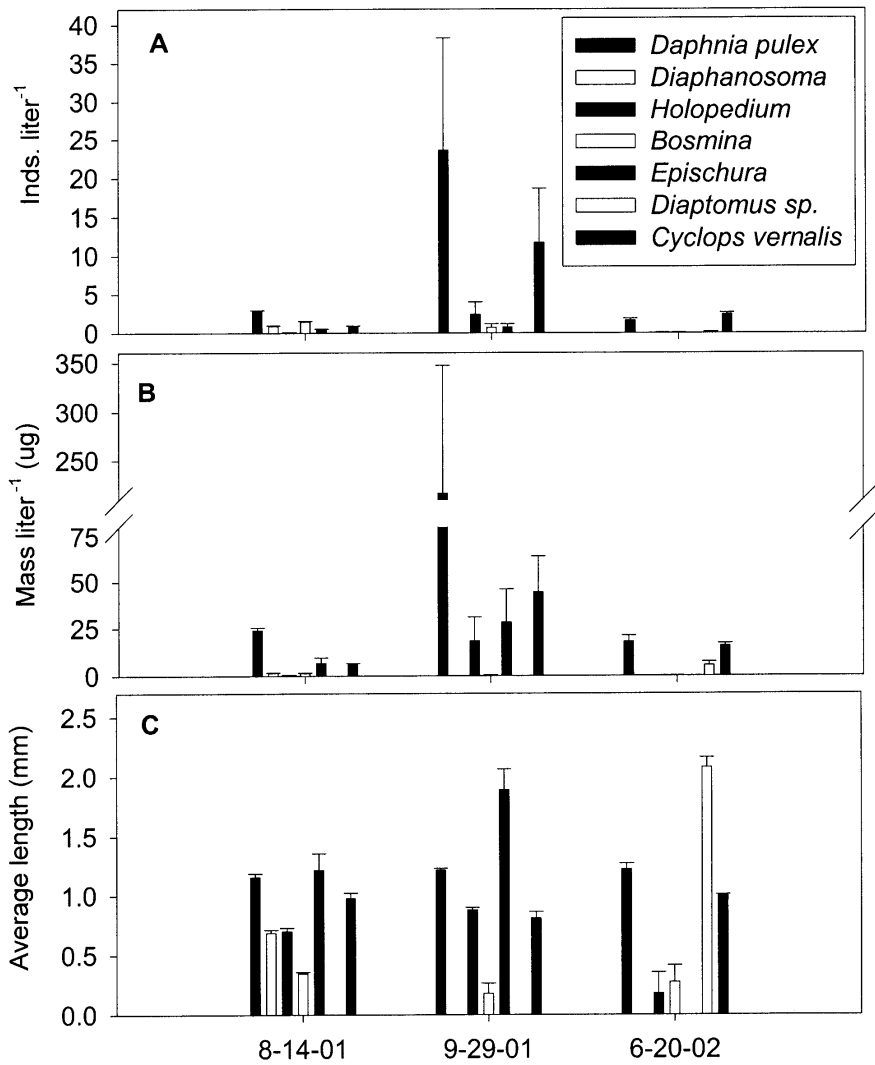 A
Inds. liter-1
40
35
30
25
20
15
10
5
0
Daphnia pulex
Diaphanosoma
Holopedium
Bosmina
Epischura
Diaptomus sp.
Cyclops vernalis
B
Mass liter-1 (ug)
350
300
250
75
50
25
0
C
Average length (mm)
2.5
2.0
1.5
1.0
0.5
0.0
8-14-01
9-29-01
6-20-02